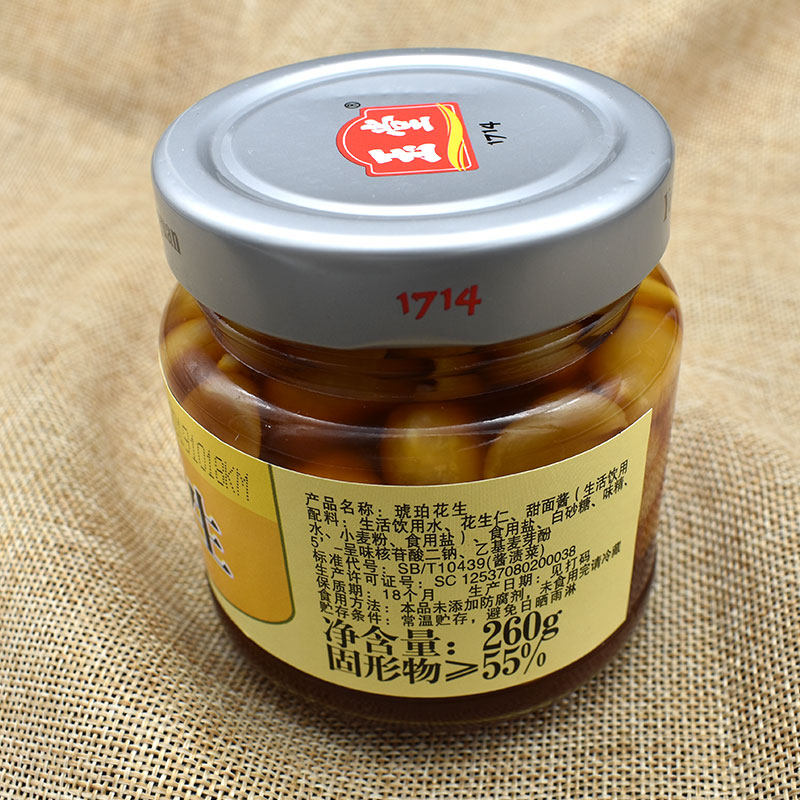 ®
玉堂
1714
1714
191018KM
生
产品名称：琥珀花生
配料：生活饮用水、花生仁、甜面酱（生活饮用
水、小麦粉、食用盐）、食用盐、白砂糖、味精、
5'-呈味核苷酸二钠、乙基麦芽酚
标准代号：SB/T10439(酱渍菜)
生产许可证号：SC 12537080200038
保质期：18个月 生产日期：见打码
食用方法：本品未添加防腐剂，未食用完请冷藏
贮存条件：常温贮存，避免日晒雨淋
净含量：260g
固形物≥55%